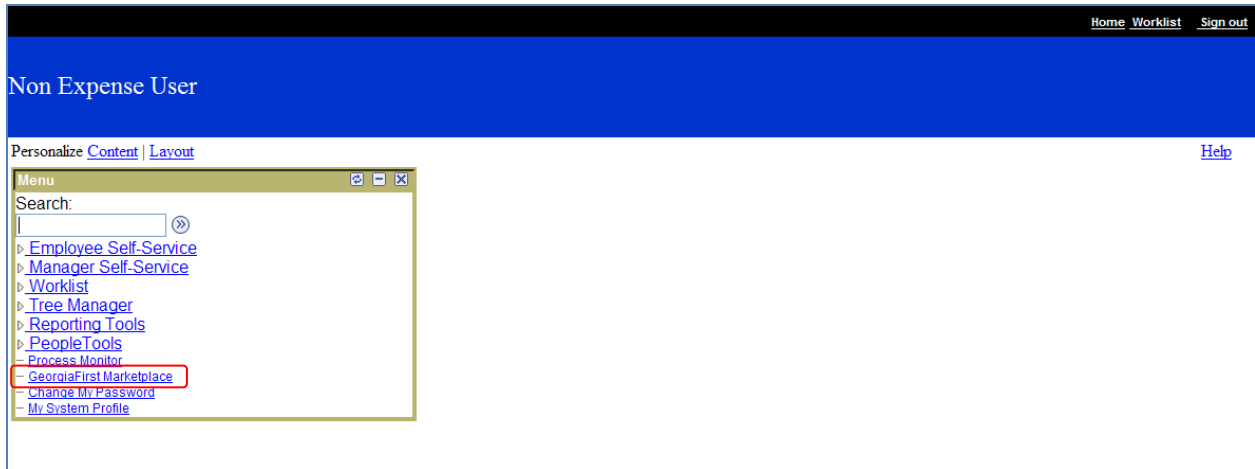 Home Worklist Sign out
Non Expense User
Personalize Content | Layout Help
Menu
Search:
Employee Self-Service
Manager Self-Service
Worklist
Tree Manager
Reporting Tools
PeopleTools
Process Monitor
GeorgiaFirst Marketplace
Change My Password
My System Profile